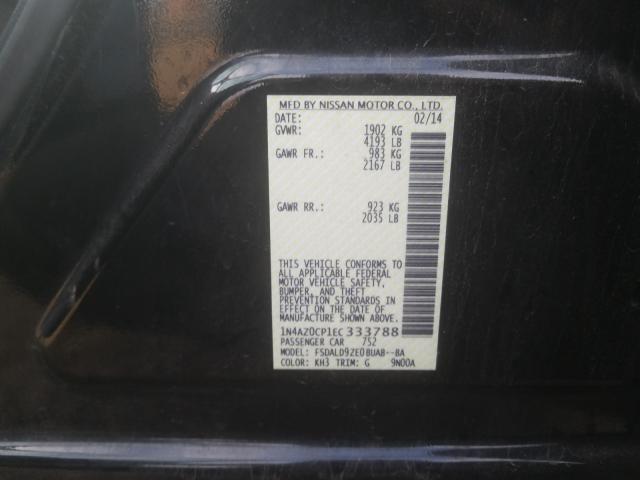 MFD BY NISSAN MOTOR CO., LTD.
DATE: 02/14
GVWR: 1902 KG
4193 LB
GAWR FR.: 983 KG
2167 LB
GAWR RR.: 923 KG
2035 LB
THIS VEHICLE CONFORMS TO
ALL APPLICABLE FEDERAL
MOTOR VEHICLE SAFETY,
BUMPER, AND THEFT
PREVENTION STANDARDS IN
EFFECT ON THE DATE OF
MANUFACTURE SHOWN ABOVE.
1N4AZ0CP1EC333788
PASSENGER CAR 752
MODEL: FSDALD9ZE0BUAB--BA
COLOR: KH3 TRIM: G 9N00A